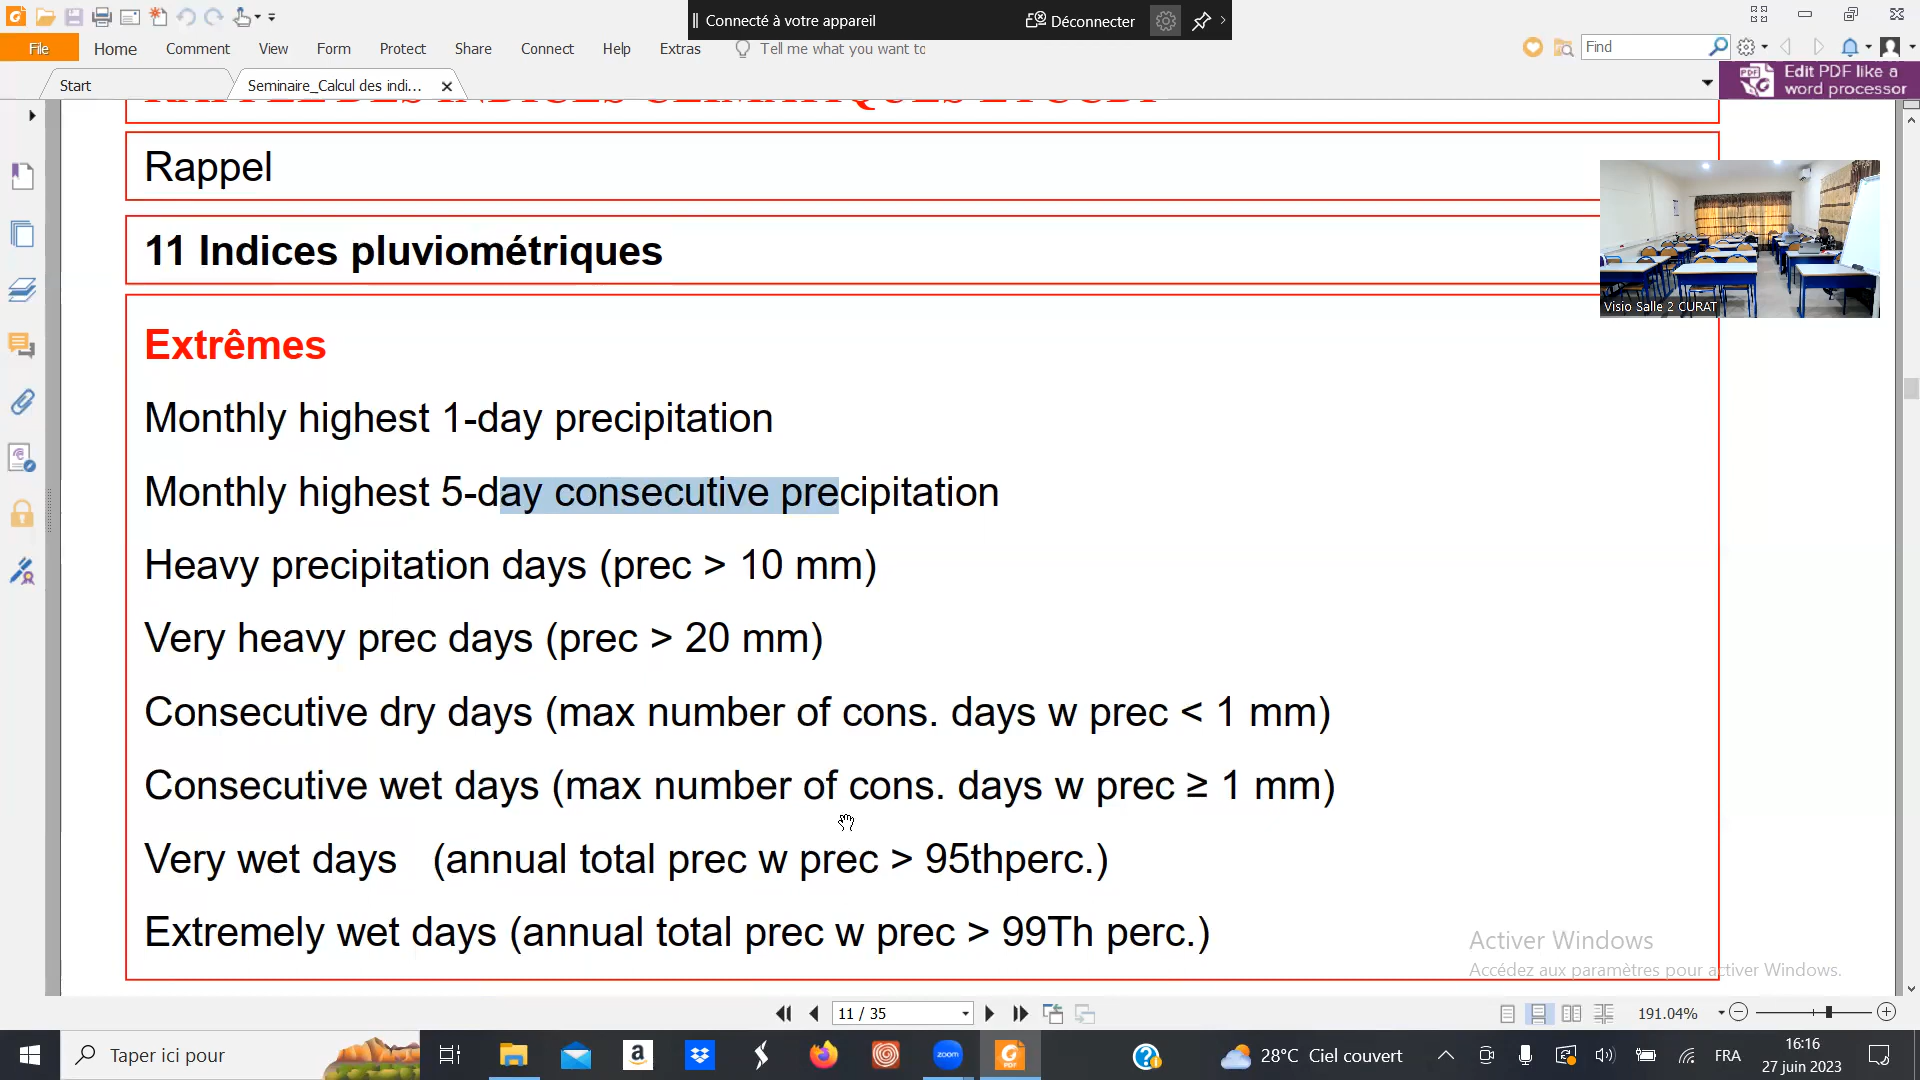 Connecté à votre appareil
Déconnecter
File
Home
Comment
View
Form
Protect
Share
Connect
Help
Extras
Tell me what you want to
Find
Start
Seminaire_Calcul des indi...
Edit PDF like a
word processor
RAPPEL DES INDICES CLIMATIQUES ETCCDI
Rappel
11 Indices pluviométriques
Visio Salle 2 CURAT
Extrêmes
Monthly highest 1-day precipitation
Monthly highest 5-day consecutive precipitation
Heavy precipitation days (prec > 10 mm)
Very heavy prec days (prec > 20 mm)
Consecutive dry days (max number of cons. days w prec < 1 mm)
Consecutive wet days (max number of cons. days w prec ≥ 1 mm)
Very wet days (annual total prec w prec > 95thperc.)
Extremely wet days (annual total prec w prec > 99Th perc.)
Activer Windows
Accédez aux paramètres pour activer Windows.
11 / 35
191.04%
Taper ici pour
zoom
28°C Ciel couvert
FRA
16:16
27 juin 2023